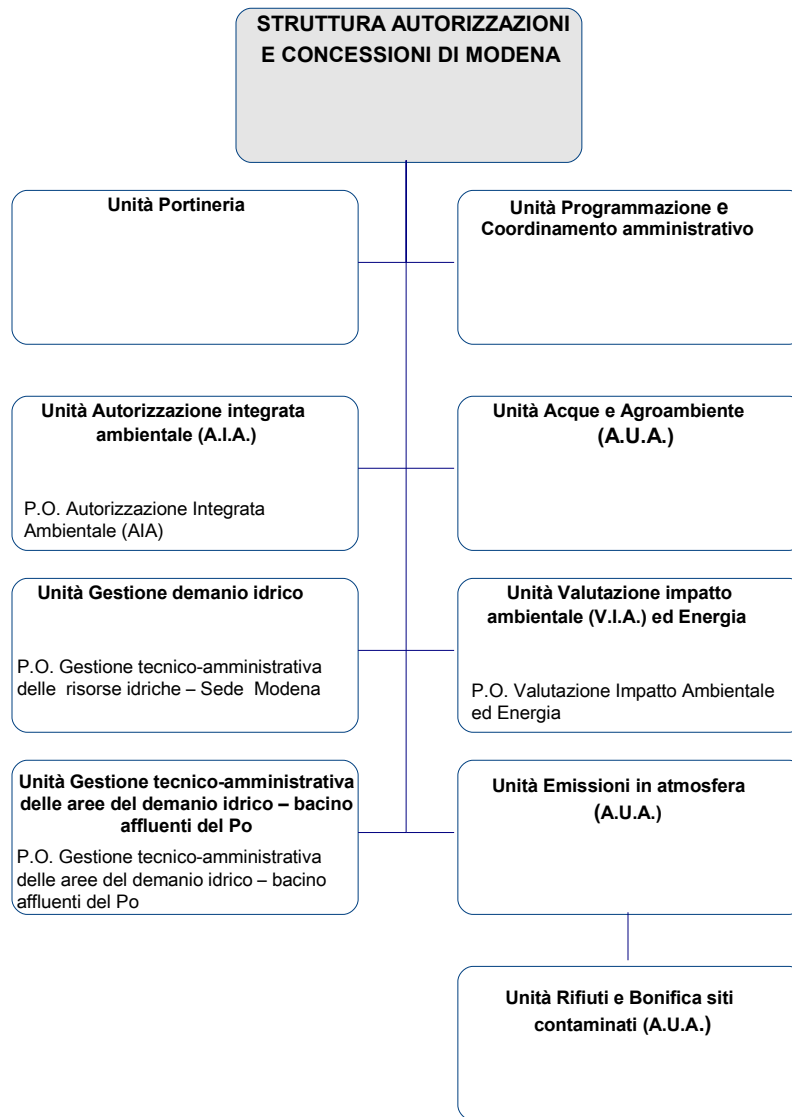 STRUTTURA AUTORIZZAZIONI
E CONCESSIONI DI MODENA
Unità Portineria
Unità Programmazione e
Coordinamento amministrativo
Unità Autorizzazione integrata
ambientale (A.I.A.)
P.O. Autorizzazione Integrata
Ambientale (AIA)
Unità Acque e Agroambiente
(A.U.A.)
Unità Gestione demanio idrico
P.O. Gestione tecnico-amministrativa
delle risorse idriche – Sede Modena
Unità Valutazione impatto
ambientale (V.I.A.) ed Energia
P.O. Valutazione Impatto Ambientale
ed Energia
Unità Gestione tecnico-amministrativa
delle aree del demanio idrico – bacino
affluenti del Po
P.O. Gestione tecnico-amministrativa
delle aree del demanio idrico – bacino
affluenti del Po
Unità Emissioni in atmosfera
(A.U.A.)
Unità Rifiuti e Bonifica siti
contaminati (A.U.A.)